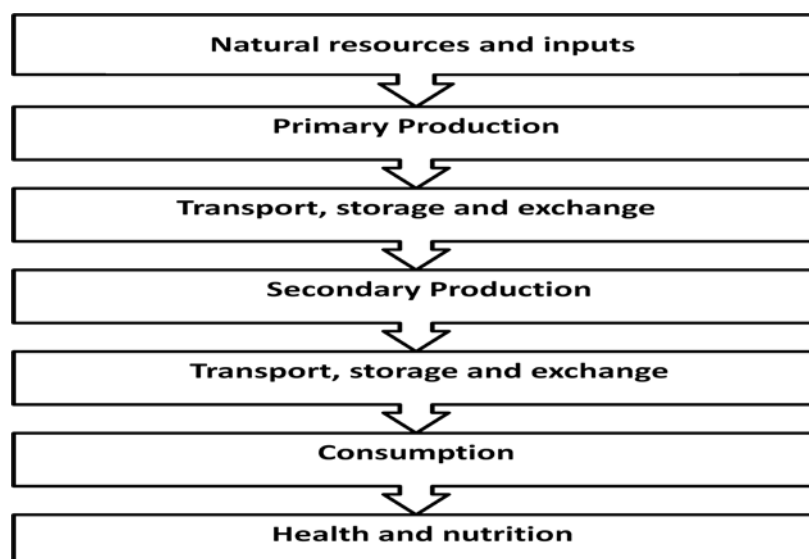 Natural resources and inputs
Primary Production
Transport, storage and exchange
Secondary Production
Transport, storage and exchange
Consumption
Health and nutrition